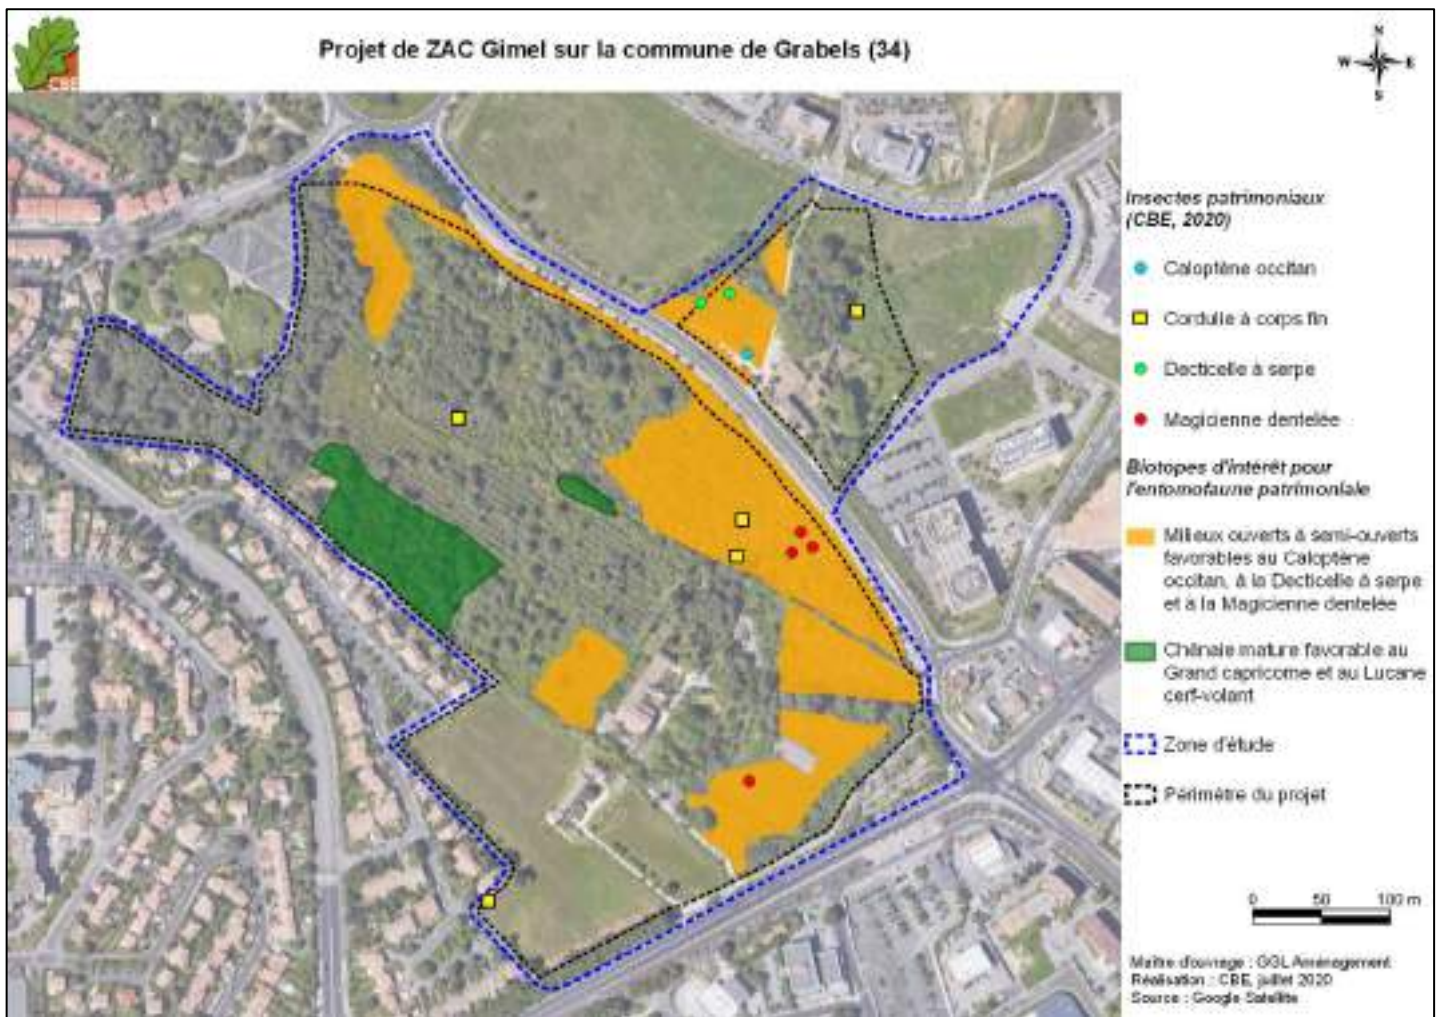 CBE
Projet de ZAC Gimel sur la commune de Grabels (34)
N
W E
S
Insectes patrimoniaux
(CBE, 2020)
Caloptène occitan
Cordulie à corps fin
Decticelle à serpe
Magicienne dentelée
Biotopes d'intérêt pour
l'entomofaune patrimoniale
Milieux ouverts à semi-ouverts
favorables au Caloptène
occitan, à la Decticelle à serpe
et à la Magicienne dentelée
Chênaie mature favorable au
Grand capricorne et au Lucane
cerf-volant
Zone d'étude
Périmètre du projet
0 50 100 m
Maître d'ouvrage : GGL Aménagement
Réalisation : CBE, juillet 2020
Source : Google Satellite